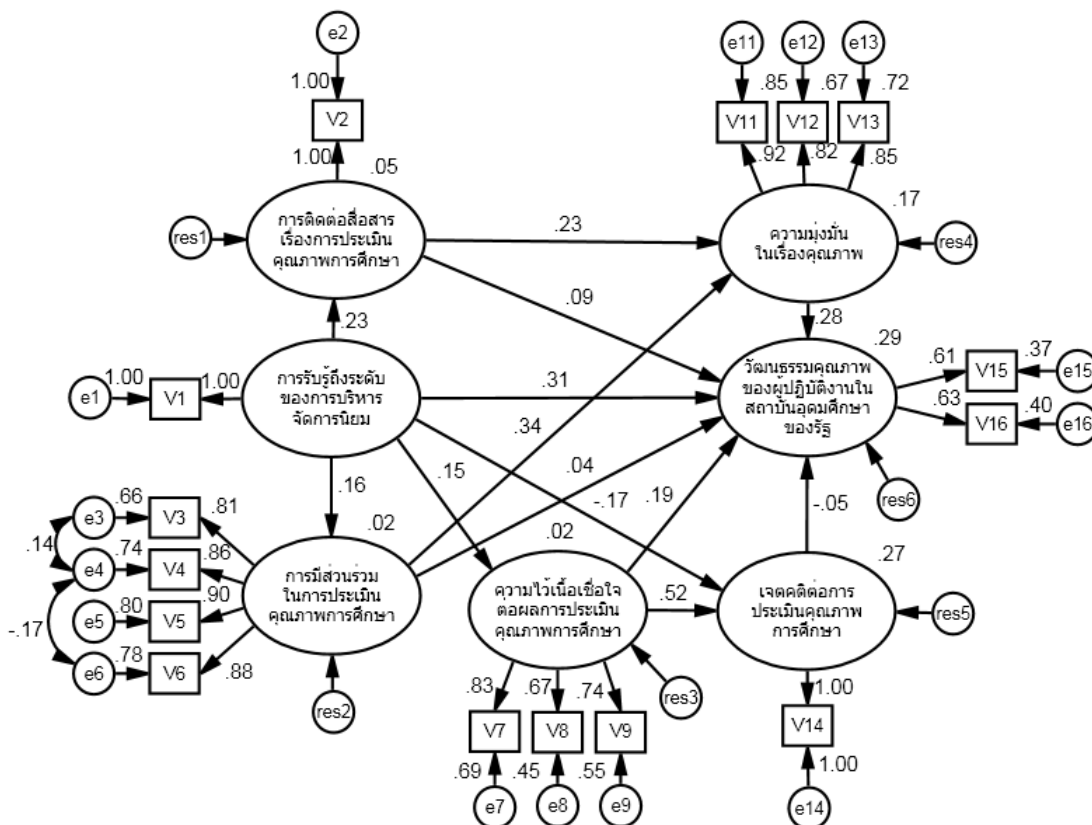 e2
1.00
V2
1.00
.05
e11
e12
e13
.85
.67
.72
V11
V12
V13
.92
.82
.85
res1
การติดต่อสื่อสาร
เรื่องการประเมิน
คุณภาพการศึกษา
.23
ความมุ่งมั่น
ในเรื่องคุณภาพ
.17
res4
.09
.23
.28
.29
e1
1.00
V1
1.00
การรับรู้ถึงระดับ
ของการบริหาร
จัดการนิยม
.31
วัฒนธรรมคุณภาพ
ของผู้ปฏิบัติงานใน
สถาบันอุดมศึกษา
ของรัฐ
.61
V15
.37
e15
.63
V16
.40
e16
.34
.16
.15
.04
-.17
.19
-.05
res6
e3
.66
V3
.81
.14
e4
.74
V4
.86
e5
.80
V5
.90
-.17
e6
.78
V6
.88
.02
การมีส่วนร่วม
ในการประเมิน
คุณภาพการศึกษา
res2
.02
ความไว้เนื้อเชื่อใจ
ต่อผลการประเมิน
คุณภาพการศึกษา
.52
res3
.27
เจตคติต่อการ
ประเมินคุณภาพ
การศึกษา
res5
.83
.67
.74
V7
V8
V9
.69
.45
.55
e7
e8
e9
1.00
V14
1.00
e14